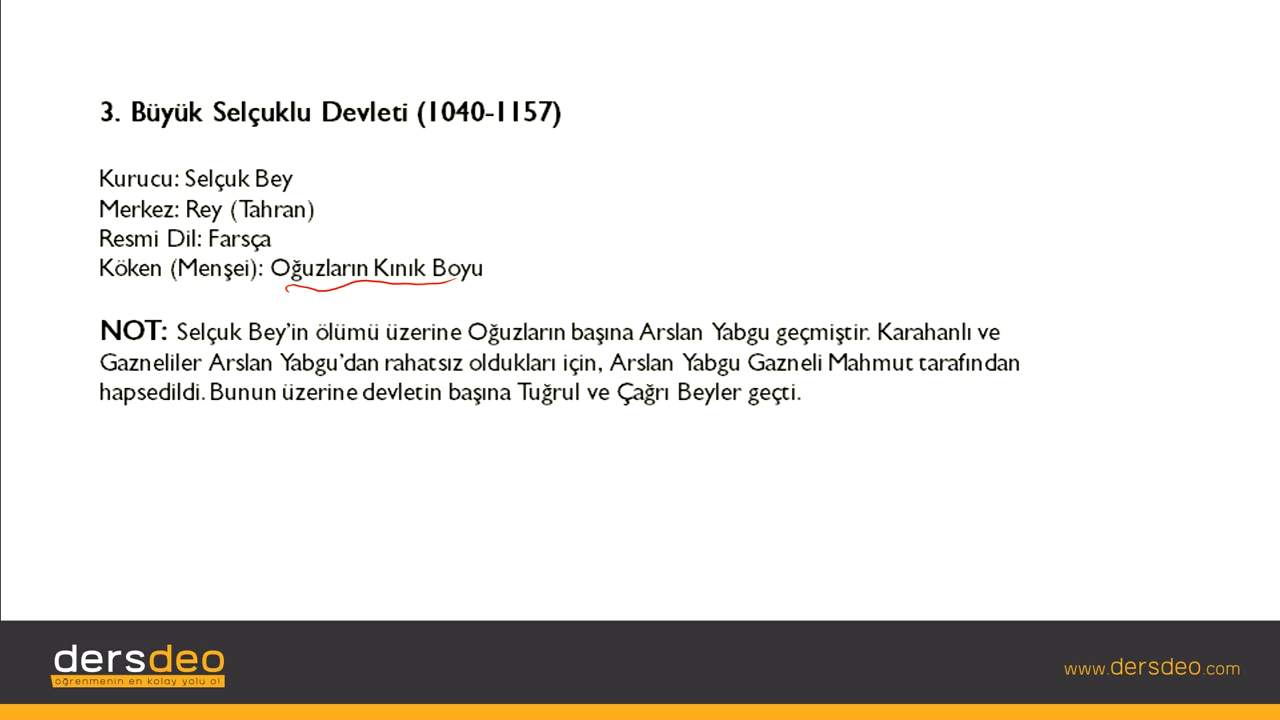 3. Büyük Selçuklu Devleti (1040-1157)
Kurucu: Selçuk Bey
Merkez: Rey (Tahran)
Resmi Dil: Farsça
Köken (Menşei): Oğuzların Kınık Boyu
NOT: Selçuk Bey’in ölümü üzerine Oğuzların başına Arslan Yabgu geçmiştir. Karahanlı ve
Gazneliler Arslan Yabgu’dan rahatsız oldukları için, Arslan Yabgu Gazneli Mahmut tarafından
hapsedildi. Bunun üzerine devletin başına Tuğrul ve Çağrı Beyler geçti.
dersdeo
öğrenmenin en kolay yolu o!
www.dersdeo.com